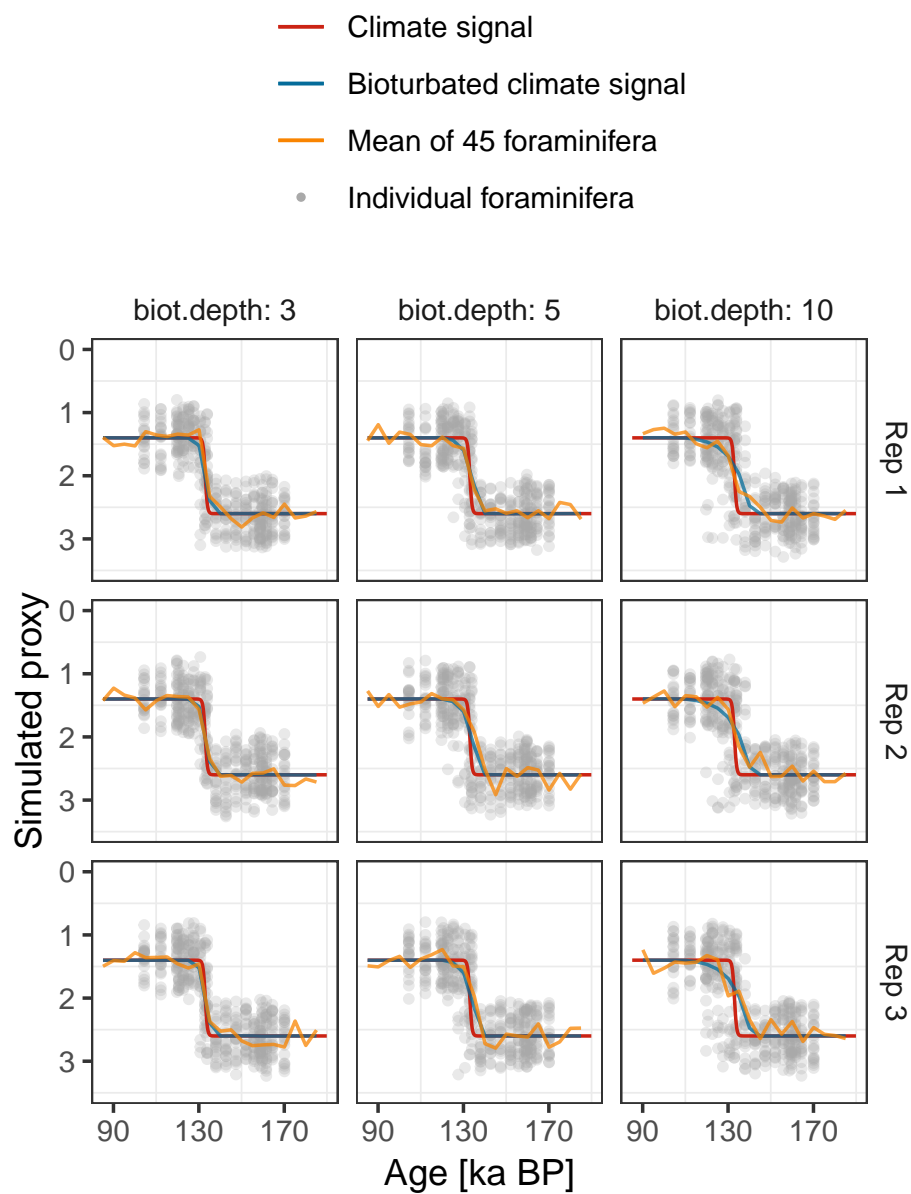 Climate signal
Bioturbated climate signal
Mean of 45 foraminifera
Individual foraminifera
biot.depth: 3 biot.depth: 5 biot.depth: 10
0
1
2
3
Rep 1
0
1
2
3
Rep 2
0
1
2
3
Rep 3
Simulated proxy
90 130 170 90 130 170 90 130 170
Age [ka BP]